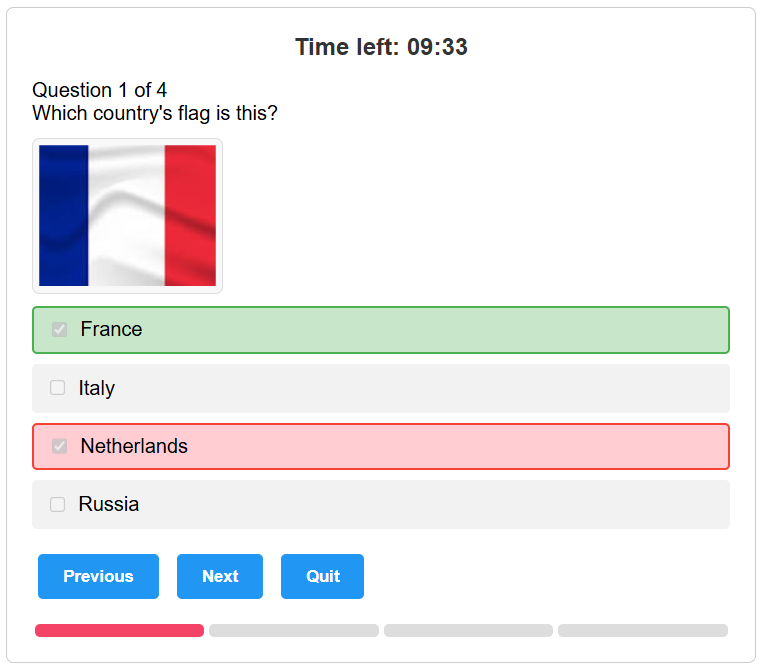 Time left: 09:33
Question 1 of 4
Which country's flag is this?
France
Italy
Netherlands
Russia
Previous Next Quit